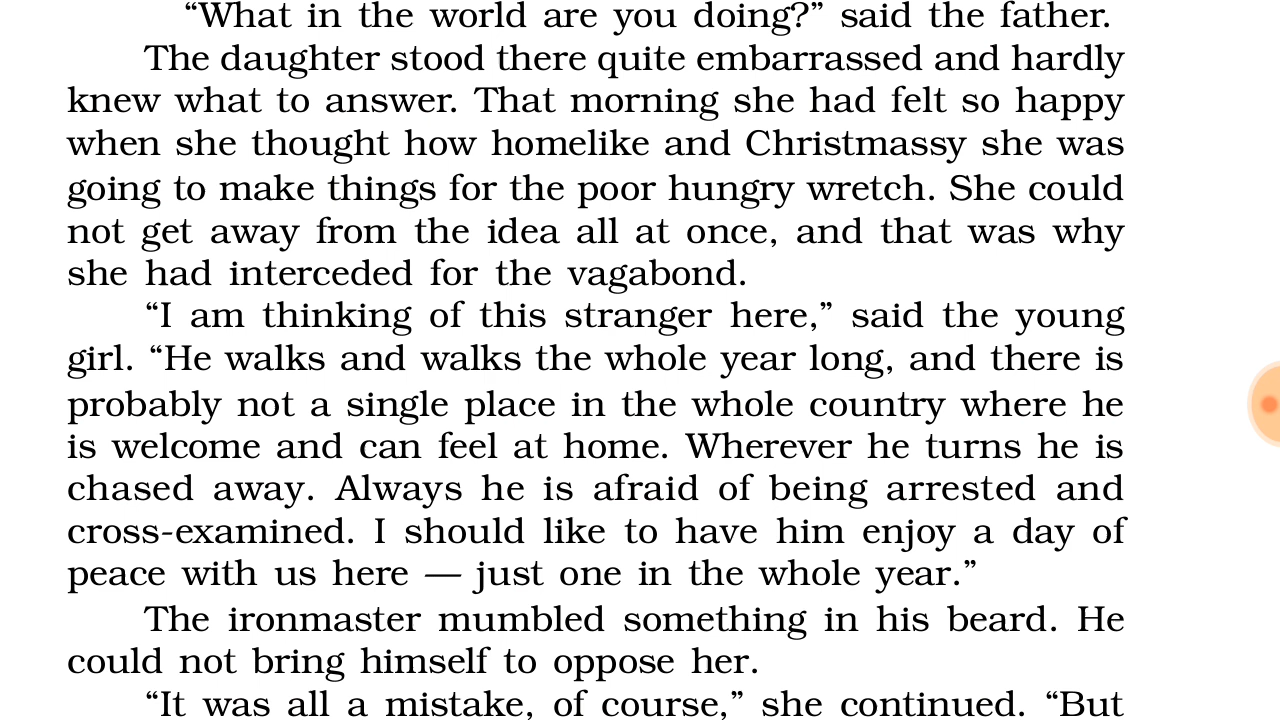 “What in the world are you doing?” said the father.
The daughter stood there quite embarrassed and hardly
knew what to answer. That morning she had felt so happy
when she thought how homelike and Christmassy she was
going to make things for the poor hungry wretch. She could
not get away from the idea all at once, and that was why
she had interceded for the vagabond.
“I am thinking of this stranger here,” said the young
girl. “He walks and walks the whole year long, and there is
probably not a single place in the whole country where he
is welcome and can feel at home. Wherever he turns he is
chased away. Always he is afraid of being arrested and
cross-examined. I should like to have him enjoy a day of
peace with us here — just one in the whole year.”
The ironmaster mumbled something in his beard. He
could not bring himself to oppose her.
“It was all a mistake, of course,” she continued. “But